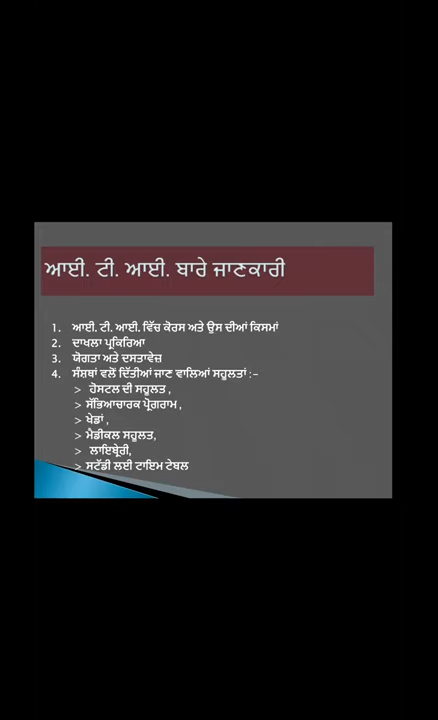 ਆਈ. ਟੀ. ਆਈ. ਬਾਰੇ ਜਾਣਕਾਰੀ
1. ਆਈ. ਟੀ. ਆਈ. ਵਿੱਚ ਕੋਰਸ ਅਤੇ ਉਸ ਦੀਆਂ ਕਿਸਮਾਂ
2. ਦਾਖਲਾ ਪ੍ਰਕਿਰਿਆ
3. ਯੋਗਤਾ ਅਤੇ ਦਸਤਾਵੇਜ਼
4. ਸੰਸ਼ਥਾਂ ਵਲੋਂ ਦਿੱਤੀਆਂ ਜਾਣ ਵਾਲਿਆਂ ਸਹੂਲਤਾਂ :-
> ਹੋਸਟਲ ਦੀ ਸਹੂਲਤ ,
> ਸੱਭਿਆਚਾਰਕ ਪ੍ਰੋਗਰਾਮ ,
> ਖੇਡਾਂ ,
> ਮੈਡੀਕਲ ਸਹੂਲਤ,
> ਲਾਇਬ੍ਰੇਰੀ,
> ਸਟੱਡੀ ਲਈ ਟਾਇਮ ਟੇਬਲ